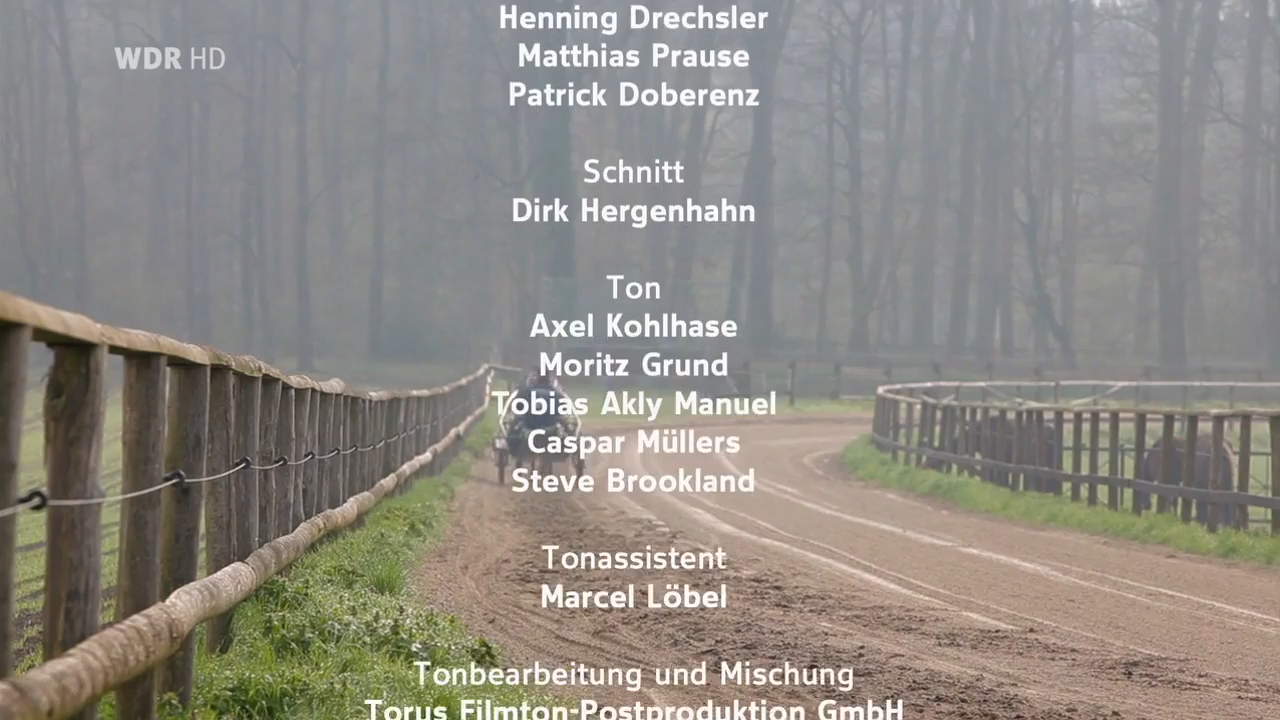 Henning Drechsler
WDR HD
Matthias Prause
Patrick Doberenz
Schnitt
Dirk Hergenhahn
Ton
Axel Kohlhase
Moritz Grund
Tobias Akly Manuel
Caspar Müllers
Steve Brookland
Tonassistent
Marcel Löbel
Tonbearbeitung und Mischung
Torus Filmton-Postproduktion GmbH